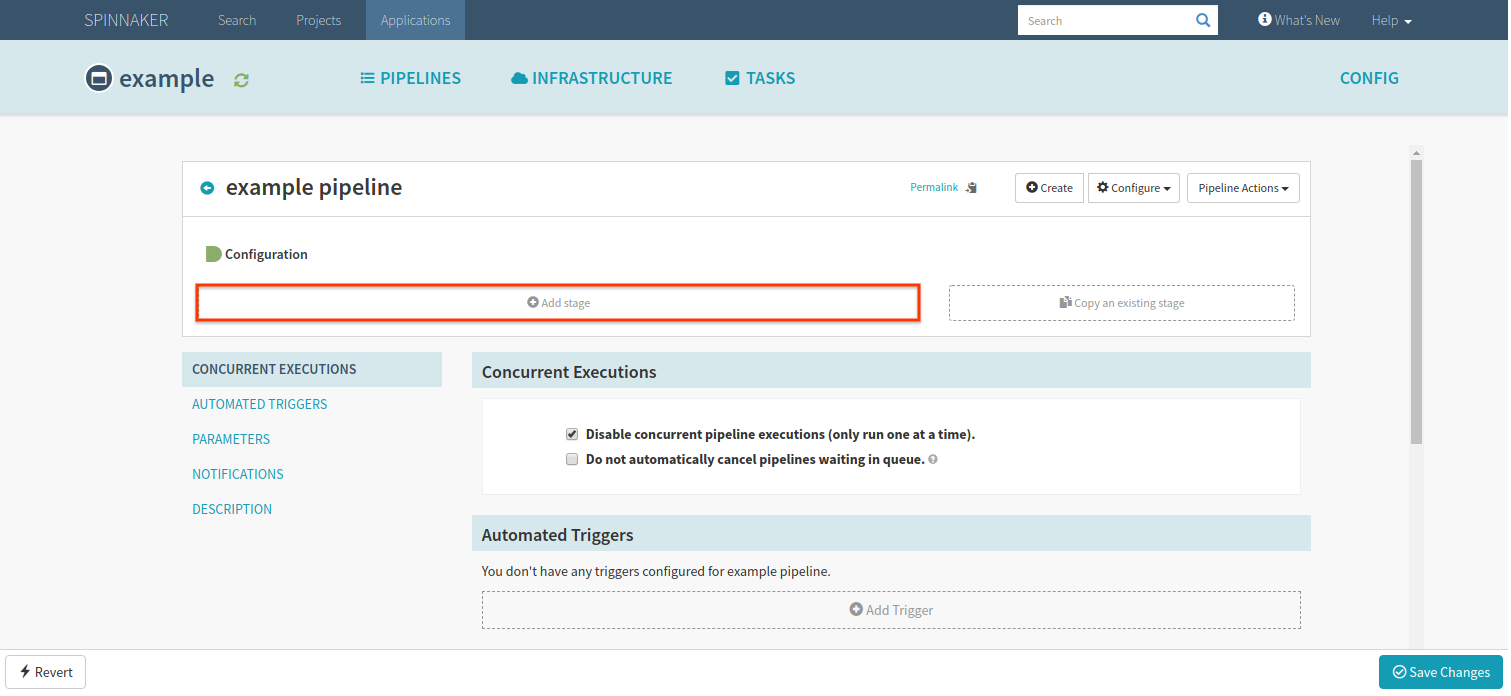 SPINNAKER Search Projects Applications Search What's New Help
example PIPELINES INFRASTRUCTURE TASKS CONFIG
example pipeline Permalink Create Configure Pipeline Actions
Configuration
Add stage Copy an existing stage
CONCURRENT EXECUTIONS
AUTOMATED TRIGGERS
PARAMETERS
NOTIFICATIONS
DESCRIPTION
Concurrent Executions
Disable concurrent pipeline executions (only run one at a time).
Do not automatically cancel pipelines waiting in queue.
Automated Triggers
You don't have any triggers configured for example pipeline.
Add Trigger
Revert Save Changes